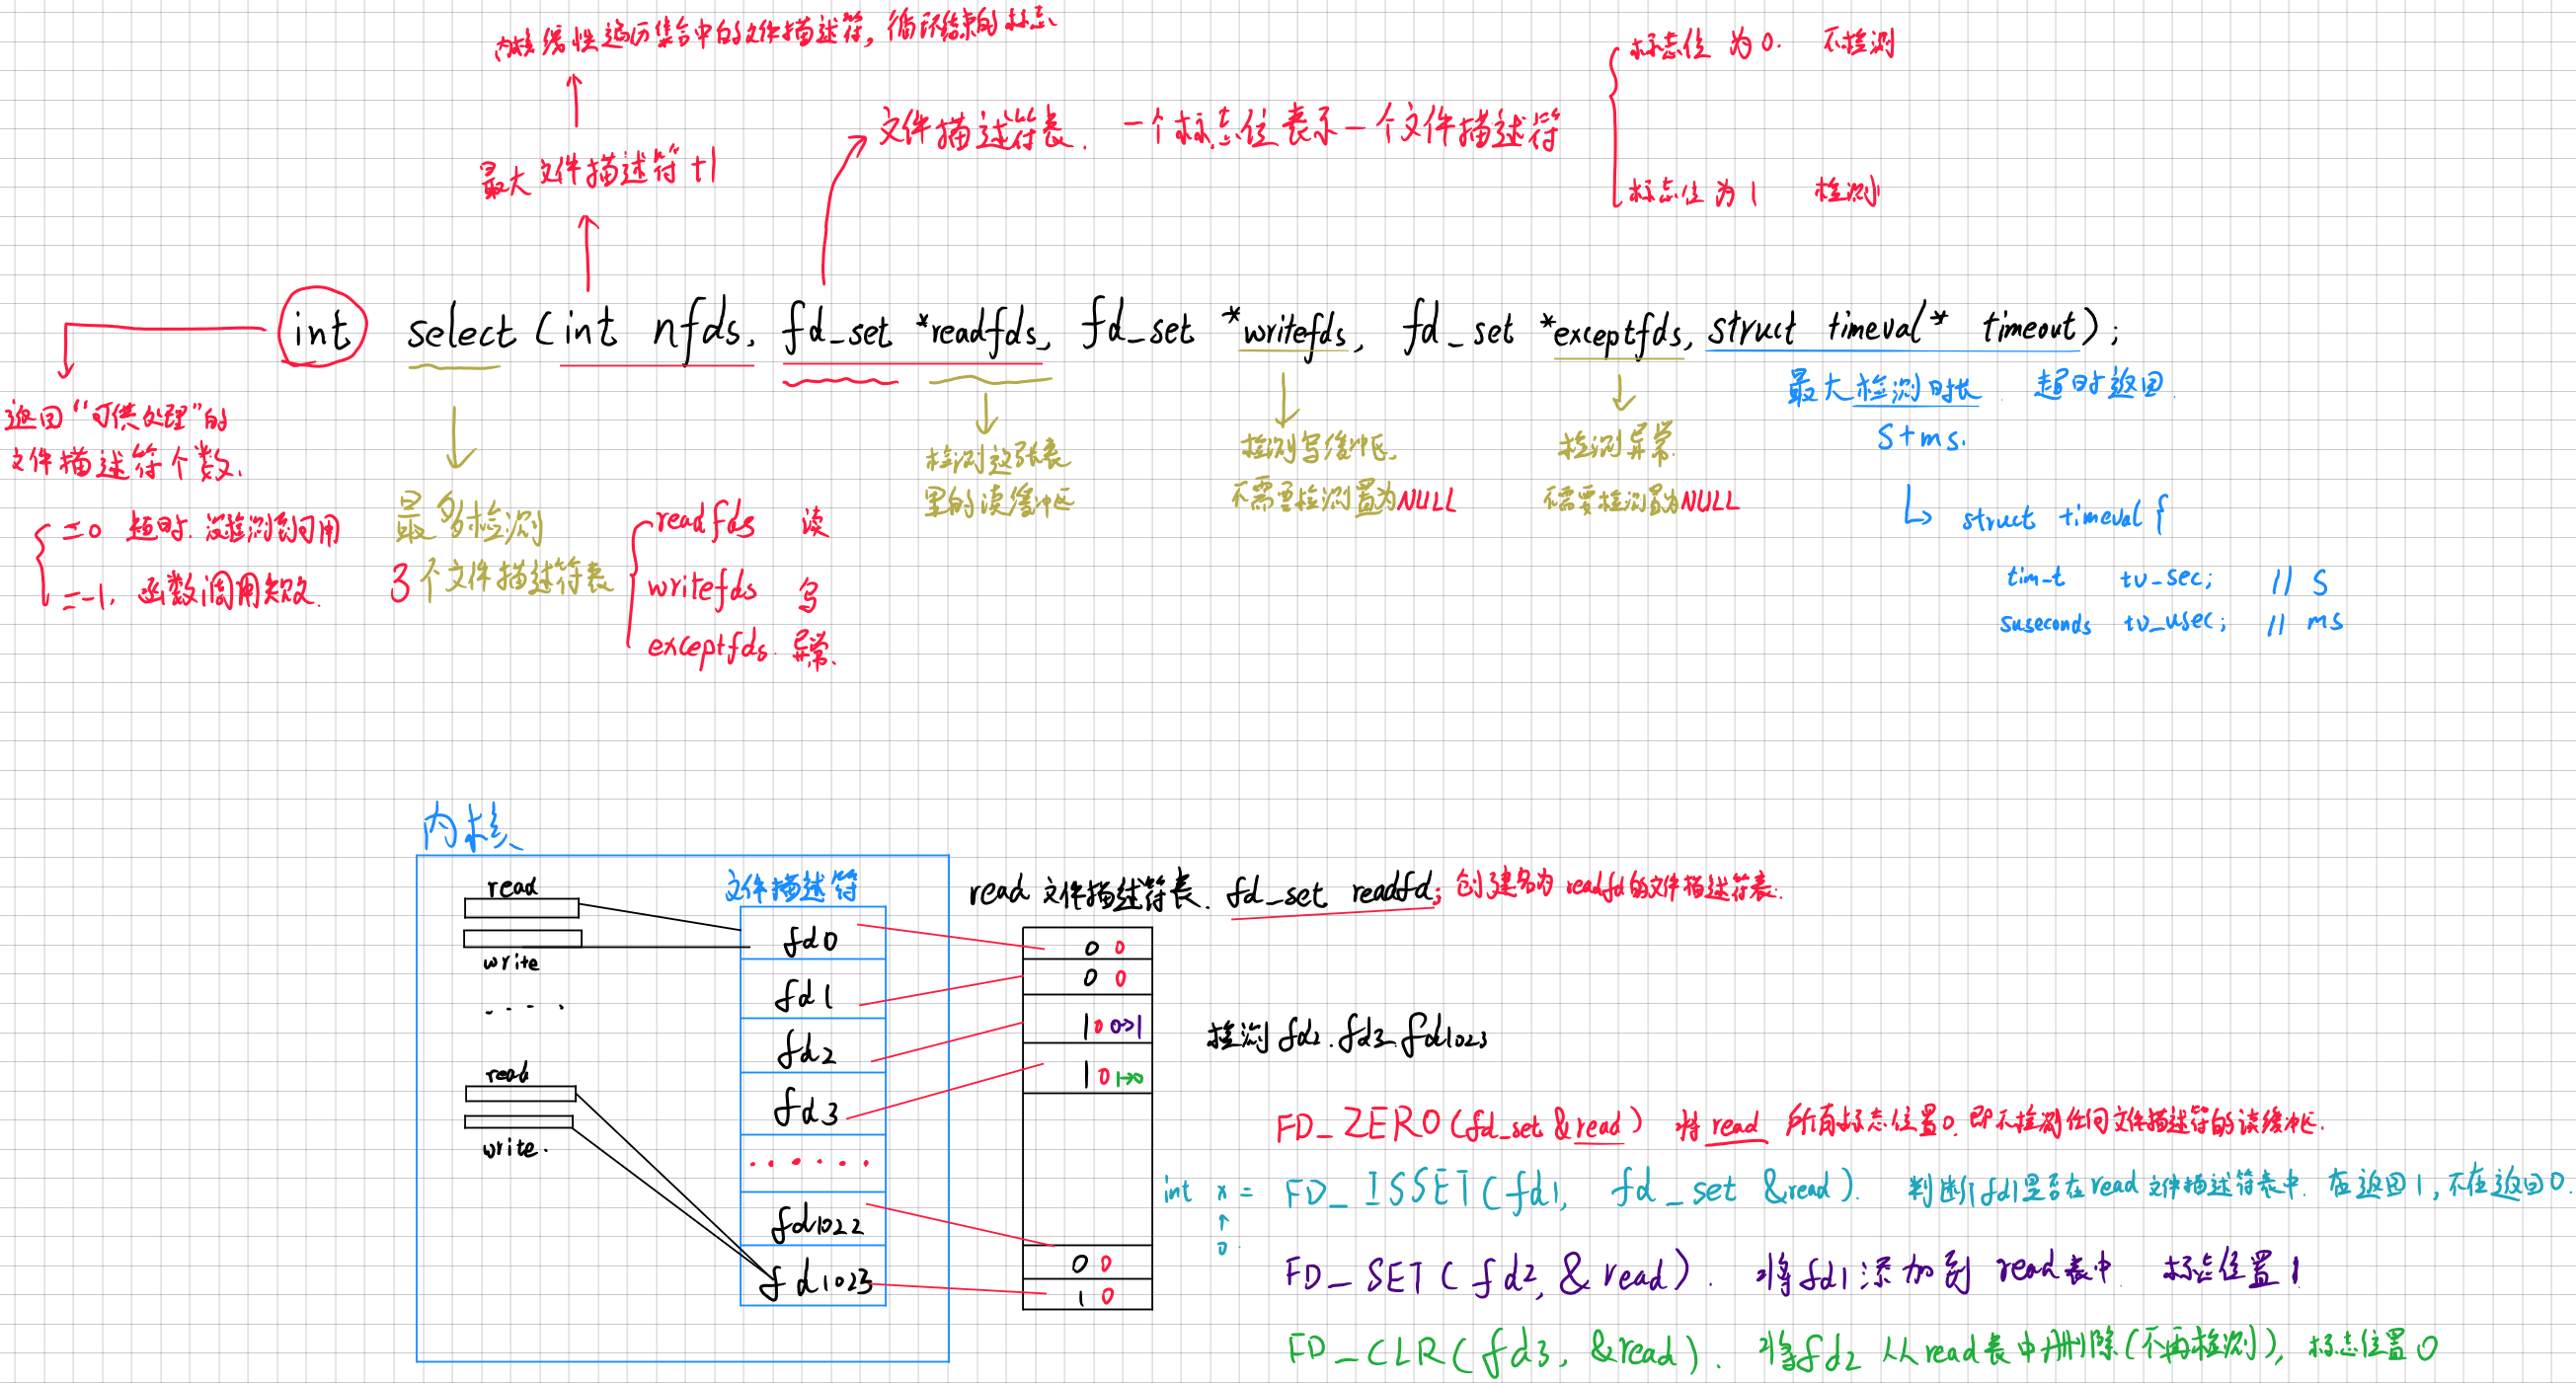 内核线性遍历集合中的文件描述符，循环结束的标志
最大文件描述符+1
文件描述符表. 一个标志位表示一个文件描述符
标志位为0. 不检测
标志位为1 检测
int select (int nfds, fd_set *readfds, fd_set *writefds, fd_set *exceptfds, struct timeval* timeout);
返回“可供处理”的
文件描述符个数.
=0 超时. 没检测到可用
=-1. 函数调用失败.
最多检测
3个文件描述符表
readfds 读
writefds 写
exceptfds. 异常.
检测这张表
里的读缓冲区
检测写缓冲区,
不需要检测置为NULL
检测异常.
不需要检测置为NULL
最大检测时长. 超时返回.
S+ms.
struct timeval {
tim_t tv_sec; // S
suseconds tv_usec; // ms
内核
read
write
....
read
write.
文件描述符
fd0
fd1
fd2
fd3
......
fd1022
fd1023
read 文件描述符表. fd_set readfd; 创建名为readfd的文件描述符表.
0 0
0 0
1 0 0->1
1 0 1->0
0 0
1 0
检测fd2.fd3.fd1023
FD_ZERO(fd_set &read) 将read 所有标志位置0. 即不检测任何文件描述符的读缓冲区.
int x = FD_ISSET(fd1, fd_set &read). 判断fd1是否在read文件描述符表中. 在返回1,不在返回0.
↑
0
FD_SET(fd2, &read). 将fd1添加到read表中 标志位置1
FD_CLR(fd3, &read). 将fd2从read表中删除(不再检测), 标志位置0